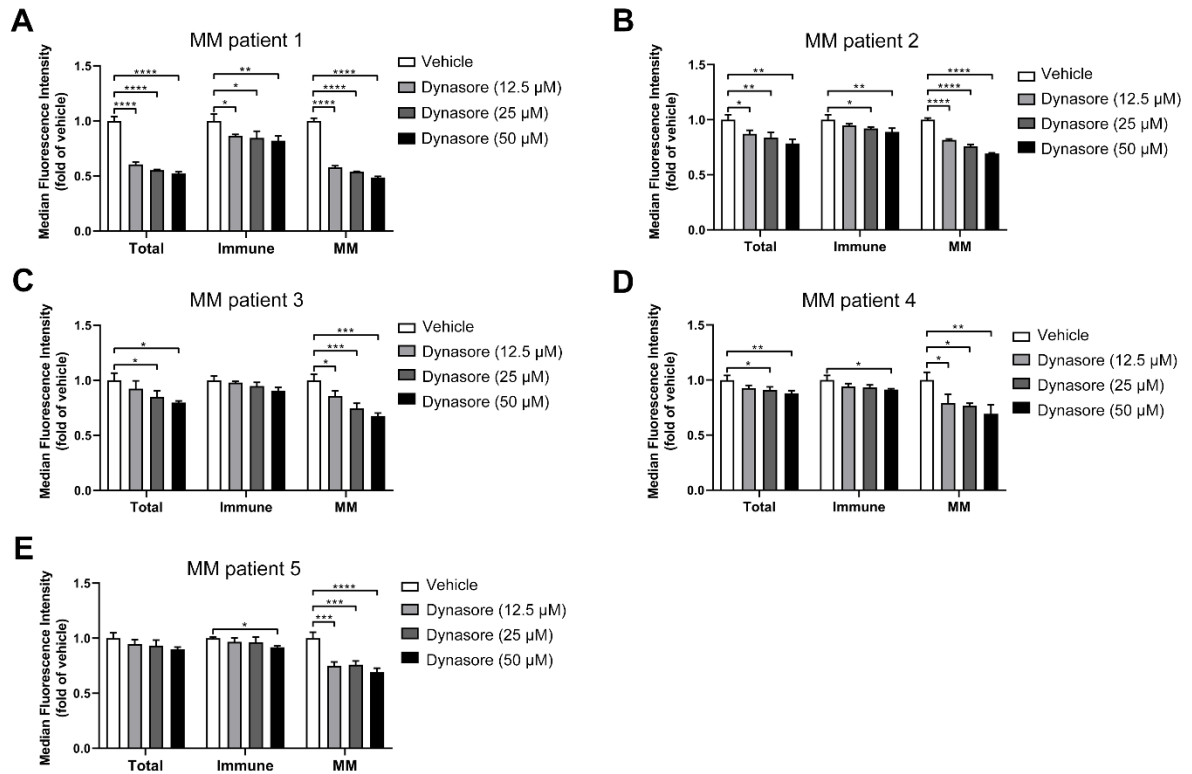 A
MM patient 1
Median Fluorescence Intensity
(fold of vehicle)
1.5
1.0
0.5
0.0
**** ** ****
**** * ****
**** * ****
Total Immune MM
Vehicle
Dynasore (12.5 µM)
Dynasore (25 µM)
Dynasore (50 µM)
B
MM patient 2
Median Fluorescence Intensity
(fold of vehicle)
1.5
1.0
0.5
0.0
** ** ****
** * ****
* ****
Total Immune MM
Vehicle
Dynasore (12.5 µM)
Dynasore (25 µM)
Dynasore (50 µM)
C
MM patient 3
Median Fluorescence Intensity
(fold of vehicle)
1.5
1.0
0.5
0.0
* ***
* ***
*
Total Immune MM
Vehicle
Dynasore (12.5 µM)
Dynasore (25 µM)
Dynasore (50 µM)
D
MM patient 4
Median Fluorescence Intensity
(fold of vehicle)
1.5
1.0
0.5
0.0
** * **
* *
*
Total Immune MM
Vehicle
Dynasore (12.5 µM)
Dynasore (25 µM)
Dynasore (50 µM)
E
MM patient 5
Median Fluorescence Intensity
(fold of vehicle)
1.5
1.0
0.5
0.0
* ****
***
***
Total Immune MM
Vehicle
Dynasore (12.5 µM)
Dynasore (25 µM)
Dynasore (50 µM)